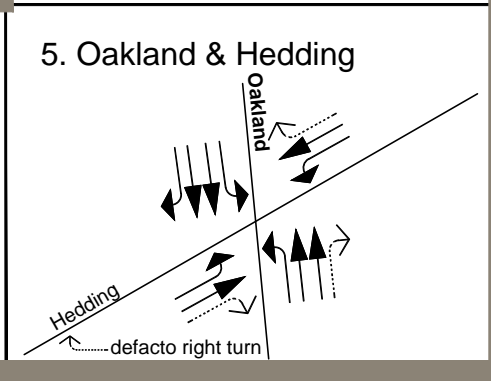 5. Oakland & Hedding
Oakland
Hedding
defacto right turn